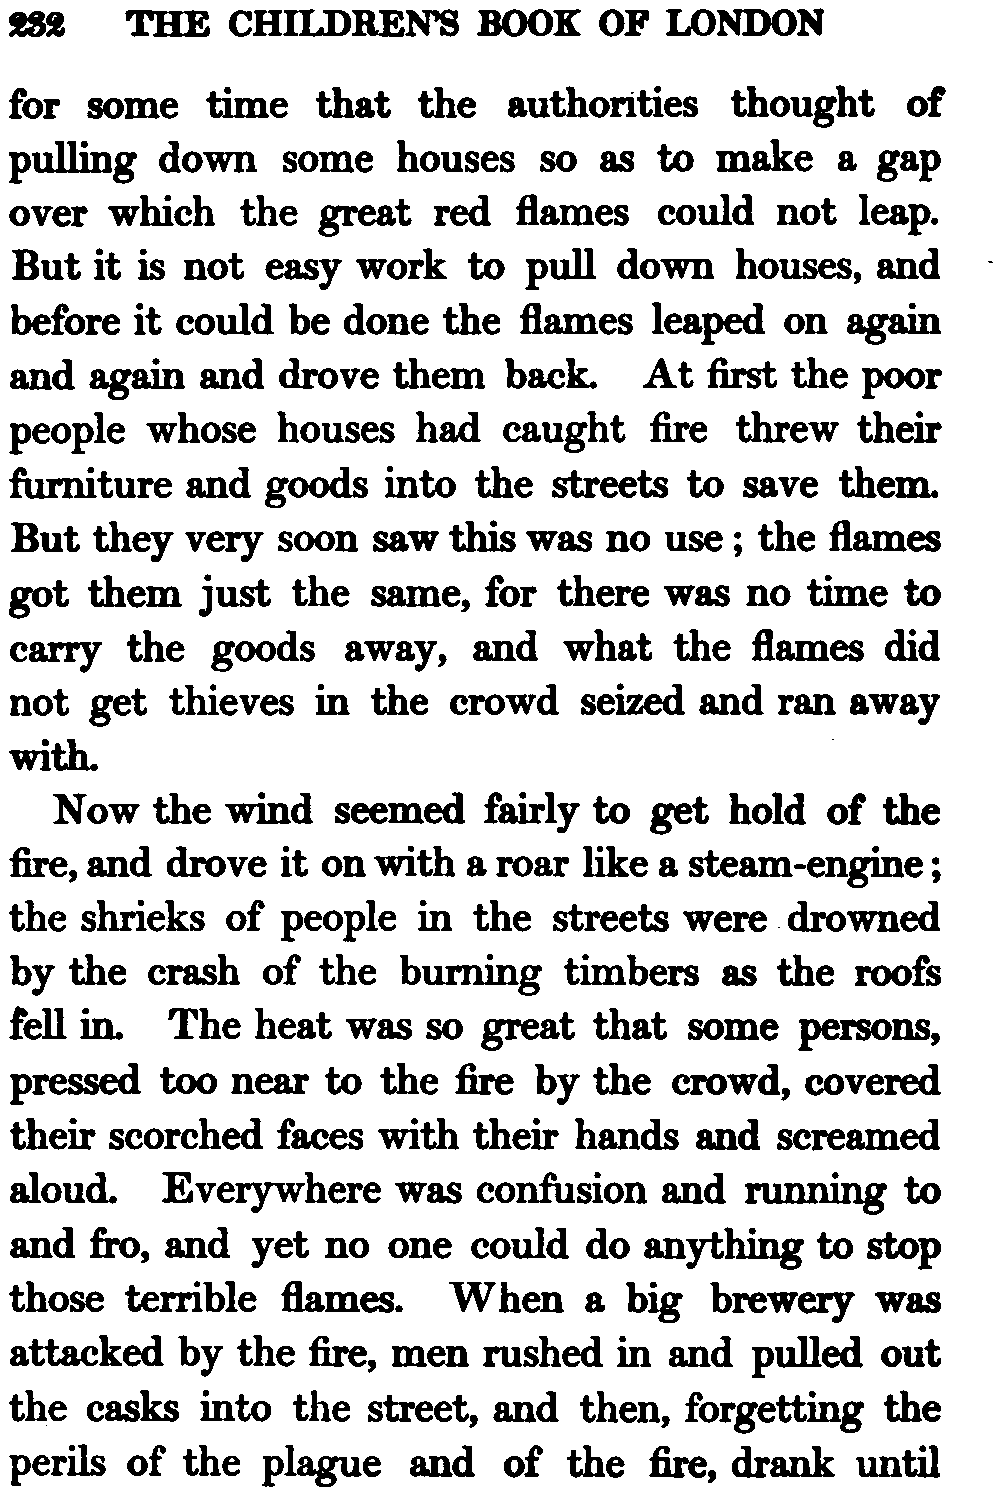 232 THE CHILDREN'S BOOK OF LONDON
for some time that the authorities thought of
pulling down some houses so as to make a gap
over which the great red flames could not leap.
But it is not easy work to pull down houses, and
before it could be done the flames leaped on again
and again and drove them back. At first the poor
people whose houses had caught fire threw their
furniture and goods into the streets to save them.
But they very soon saw this was no use; the flames
got them just the same, for there was no time to
carry the goods away, and what the flames did
not get thieves in the crowd seized and ran away
with.
Now the wind seemed fairly to get hold of the
fire, and drove it on with a roar like a steam-engine;
the shrieks of people in the streets were drowned
by the crash of the burning timbers as the roofs
fell in. The heat was so great that some persons,
pressed too near to the fire by the crowd, covered
their scorched faces with their hands and screamed
aloud. Everywhere was confusion and running to
and fro, and yet no one could do anything to stop
those terrible flames. When a big brewery was
attacked by the fire, men rushed in and pulled out
the casks into the street, and then, forgetting the
perils of the plague and of the fire, drank until